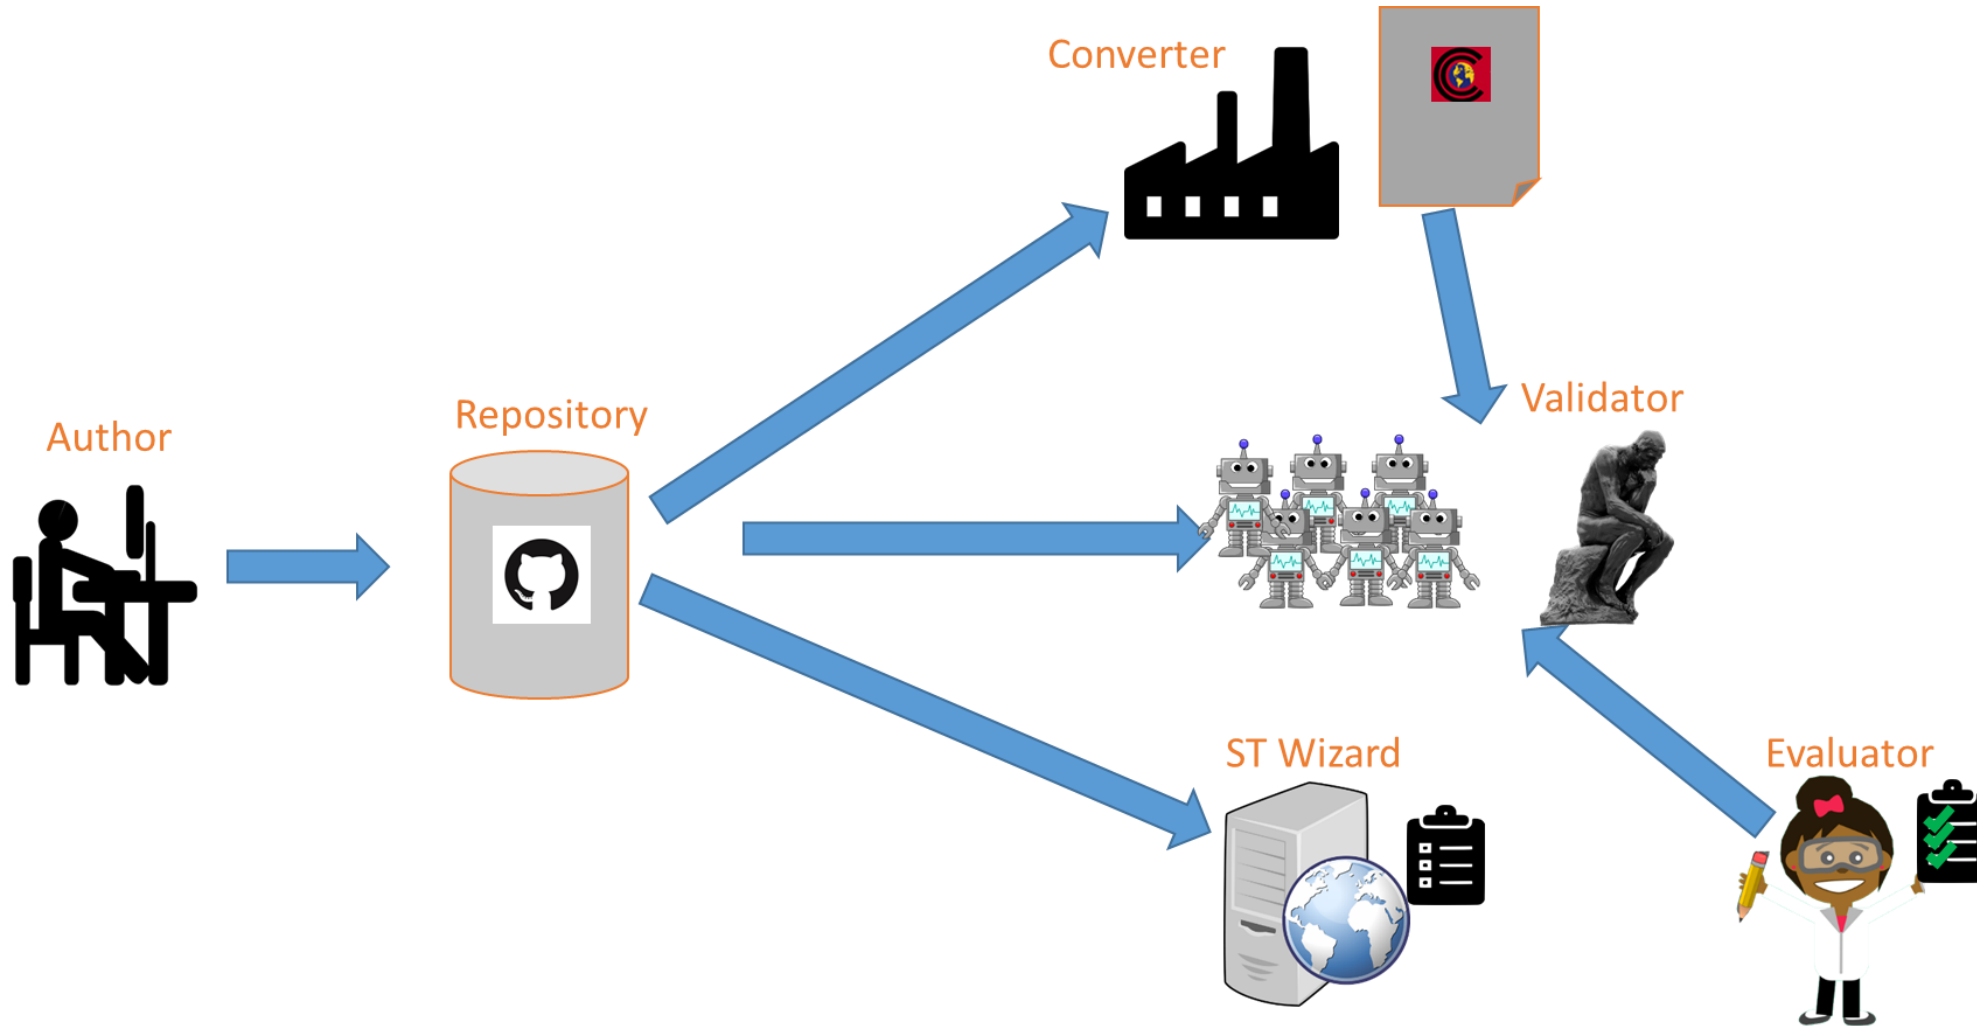 Converter
Author
Repository
Validator
ST Wizard
Evaluator